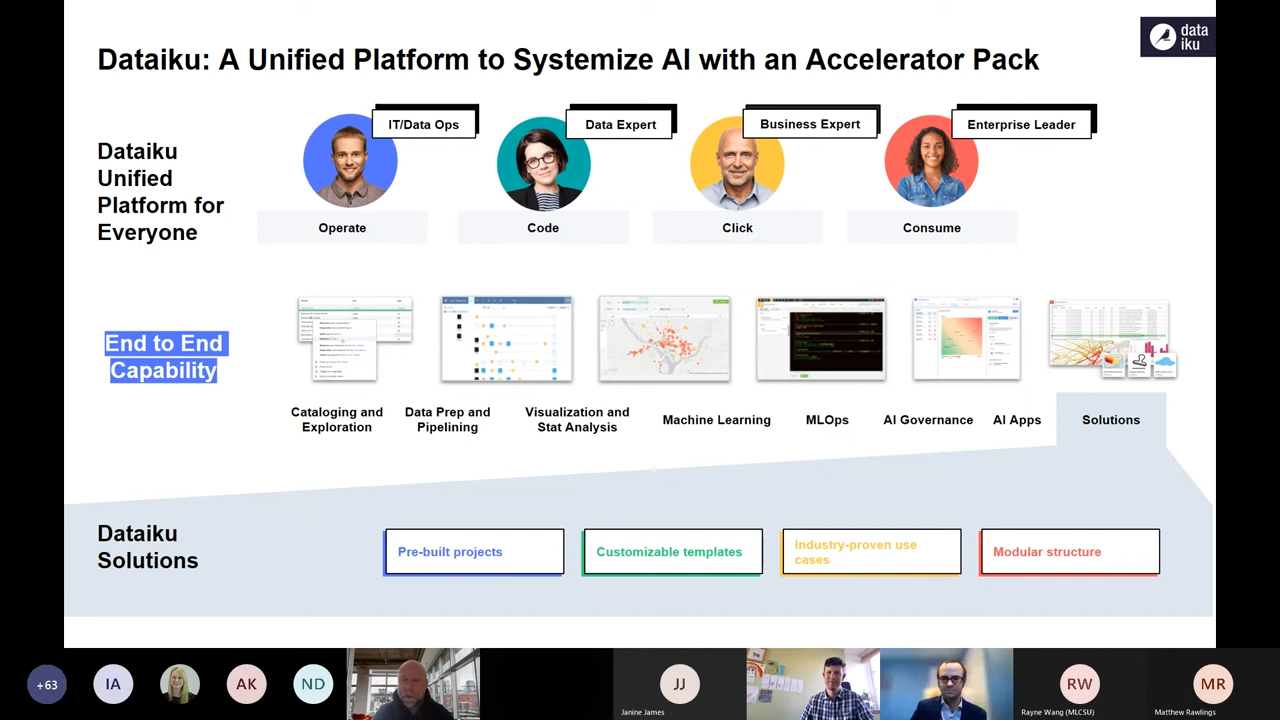 Dataiku: A Unified Platform to Systemize AI with an Accelerator Pack
data
iku
Dataiku
Unified
Platform for
Everyone
IT/Data Ops
Data Expert
Business Expert
Enterprise Leader
Operate
Code
Click
Consume
End to End
Capability
Cataloging and
Exploration
Data Prep and
Pipelining
Visualization and
Stat Analysis
Machine Learning
MLOps
AI Governance
AI Apps
Solutions
Dataiku
Solutions
Pre-built projects
Customizable templates
Industry-proven use
cases
Modular structure
+63
IA
AK
ND
JJ
Janine James
RW
Rayne Wang (MLCSU)
MR
Matthew Rawlings